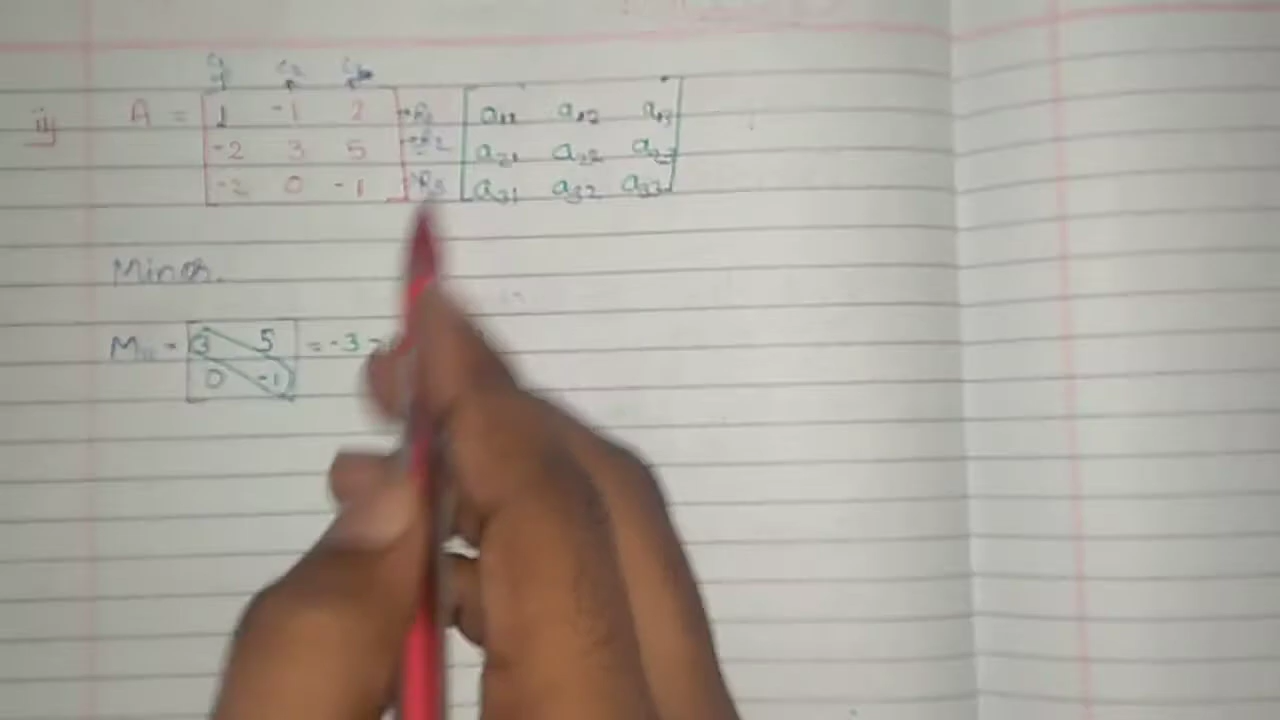 C1 C2 C3
ii) A = 1 -1 2 →R1 a11 a12 a13
-2 3 5 →R2 a21 a22 a23
-2 0 -1 →R3 a31 a32 a33
Minor.
M11 = 3 5 = -3
0 -1